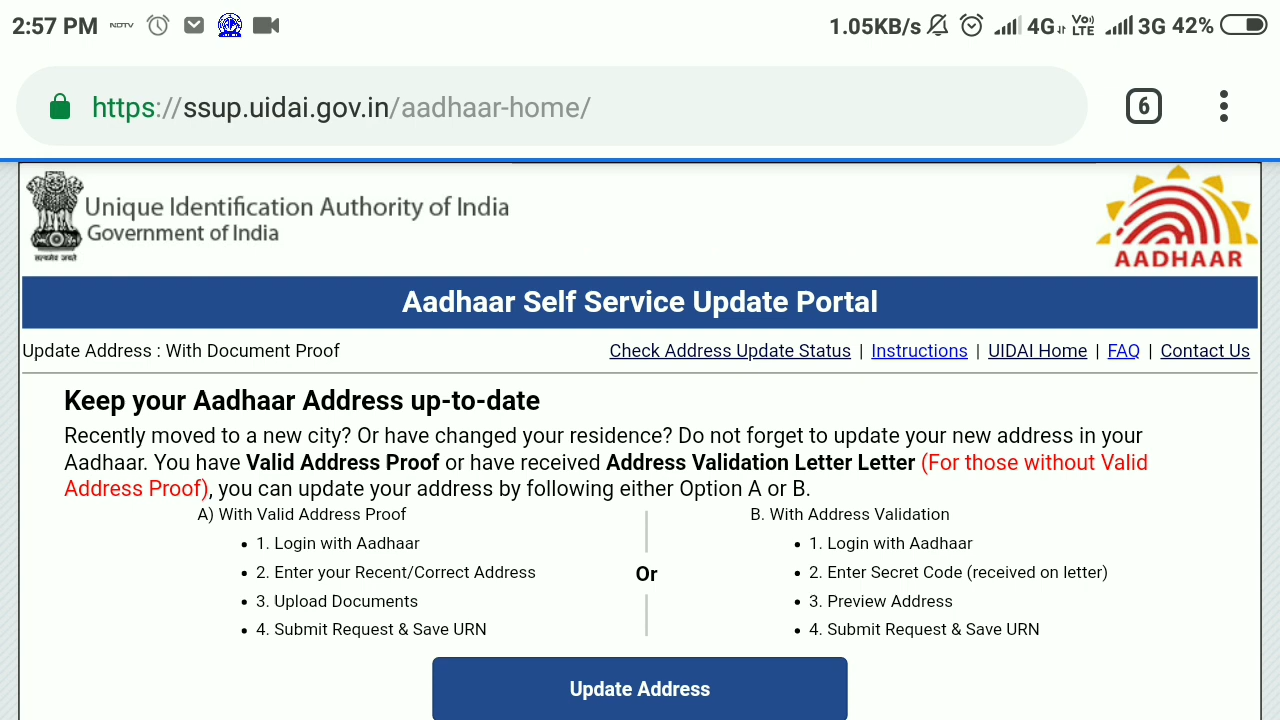 2:57 PM NDTV 1.05KB/s 4G VoLTE 3G 42%
https://ssup.uidai.gov.in/aadhaar-home/ 6
Unique Identification Authority of India
Government of India
सत्यमेव जयते
AADHAAR
Aadhaar Self Service Update Portal
Update Address : With Document Proof Check Address Update Status | Instructions | UIDAI Home | FAQ | Contact Us
Keep your Aadhaar Address up-to-date
Recently moved to a new city? Or have changed your residence? Do not forget to update your new address in your
Aadhaar. You have Valid Address Proof or have received Address Validation Letter Letter (For those without Valid
Address Proof), you can update your address by following either Option A or B.
A) With Valid Address Proof
• 1. Login with Aadhaar
• 2. Enter your Recent/Correct Address
• 3. Upload Documents
• 4. Submit Request & Save URN
Or
B. With Address Validation
• 1. Login with Aadhaar
• 2. Enter Secret Code (received on letter)
• 3. Preview Address
• 4. Submit Request & Save URN
Update Address